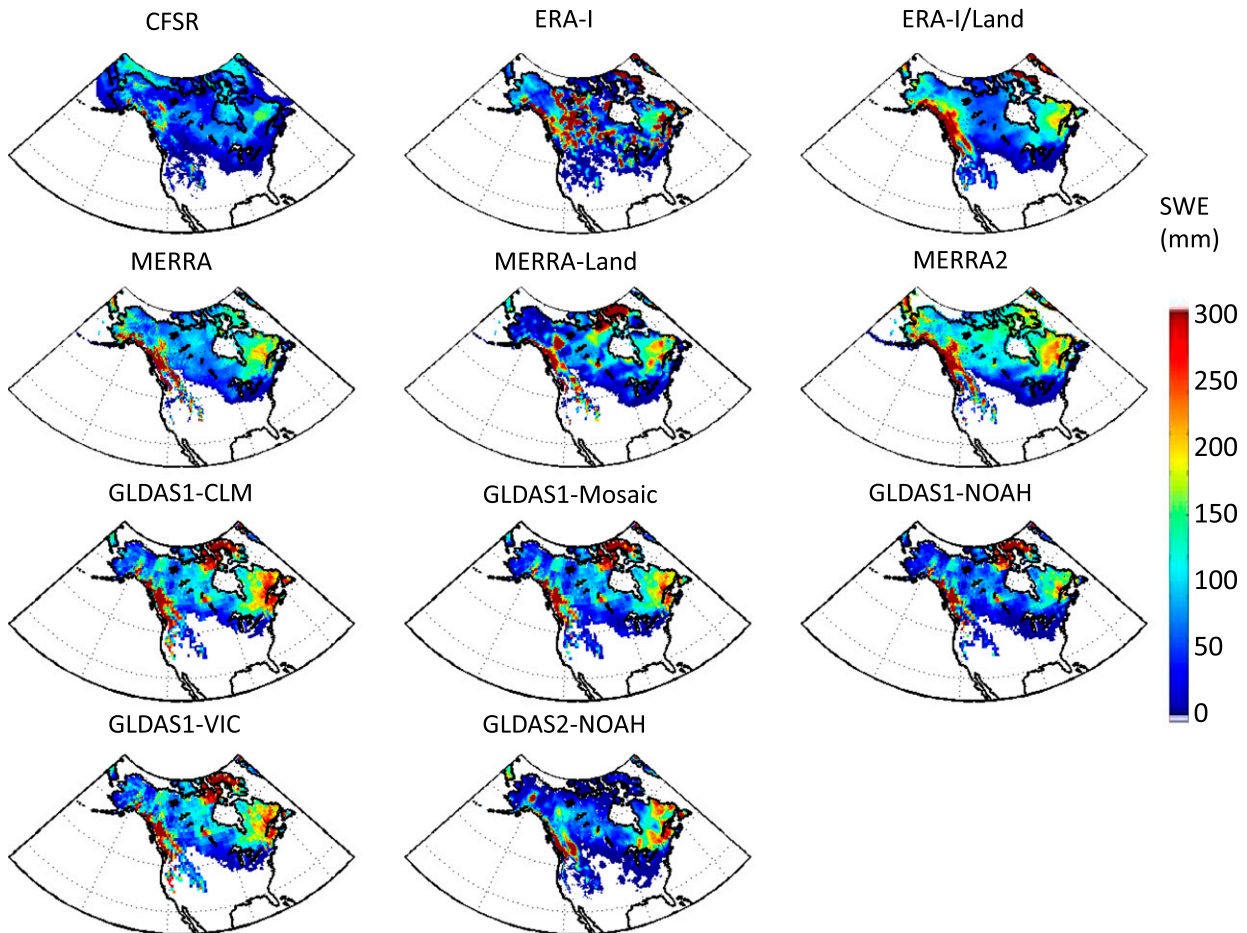 CFSR
ERA-I
ERA-I/Land
SWE
(mm)
MERRA
MERRA-Land
MERRA2
300
250
200
150
100
50
0
GLDAS1-CLM
GLDAS1-Mosaic
GLDAS1-NOAH
GLDAS1-VIC
GLDAS2-NOAH